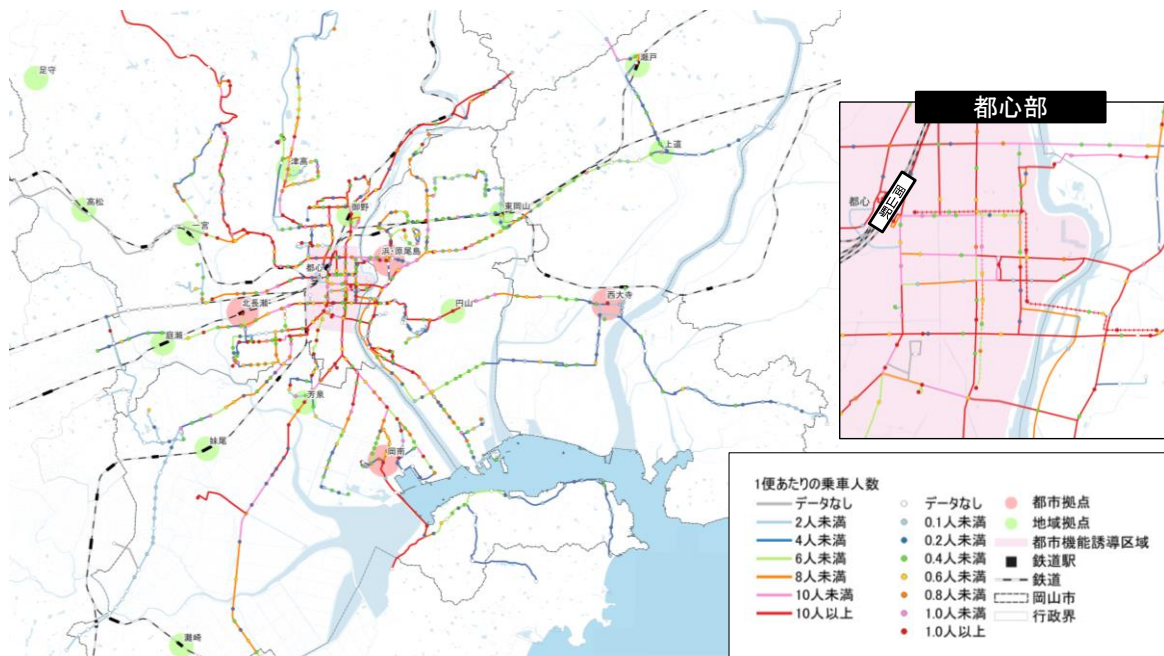 足守
瀬戸
津高
上道
高松
御野
東岡山
一宮
浜・原尾島
都心
北長瀬
円山
西大寺
庭瀬
芳泉
妹尾
岡南
灘崎
都心部
都心
岡山駅
1便あたりの乗車人数
データなし
2人未満
4人未満
6人未満
8人未満
10人未満
10人以上
データなし
0.1人未満
0.2人未満
0.4人未満
0.6人未満
0.8人未満
1.0人未満
1.0人以上
都市拠点
地域拠点
都市機能誘導区域
鉄道駅
鉄道
岡山市
行政界